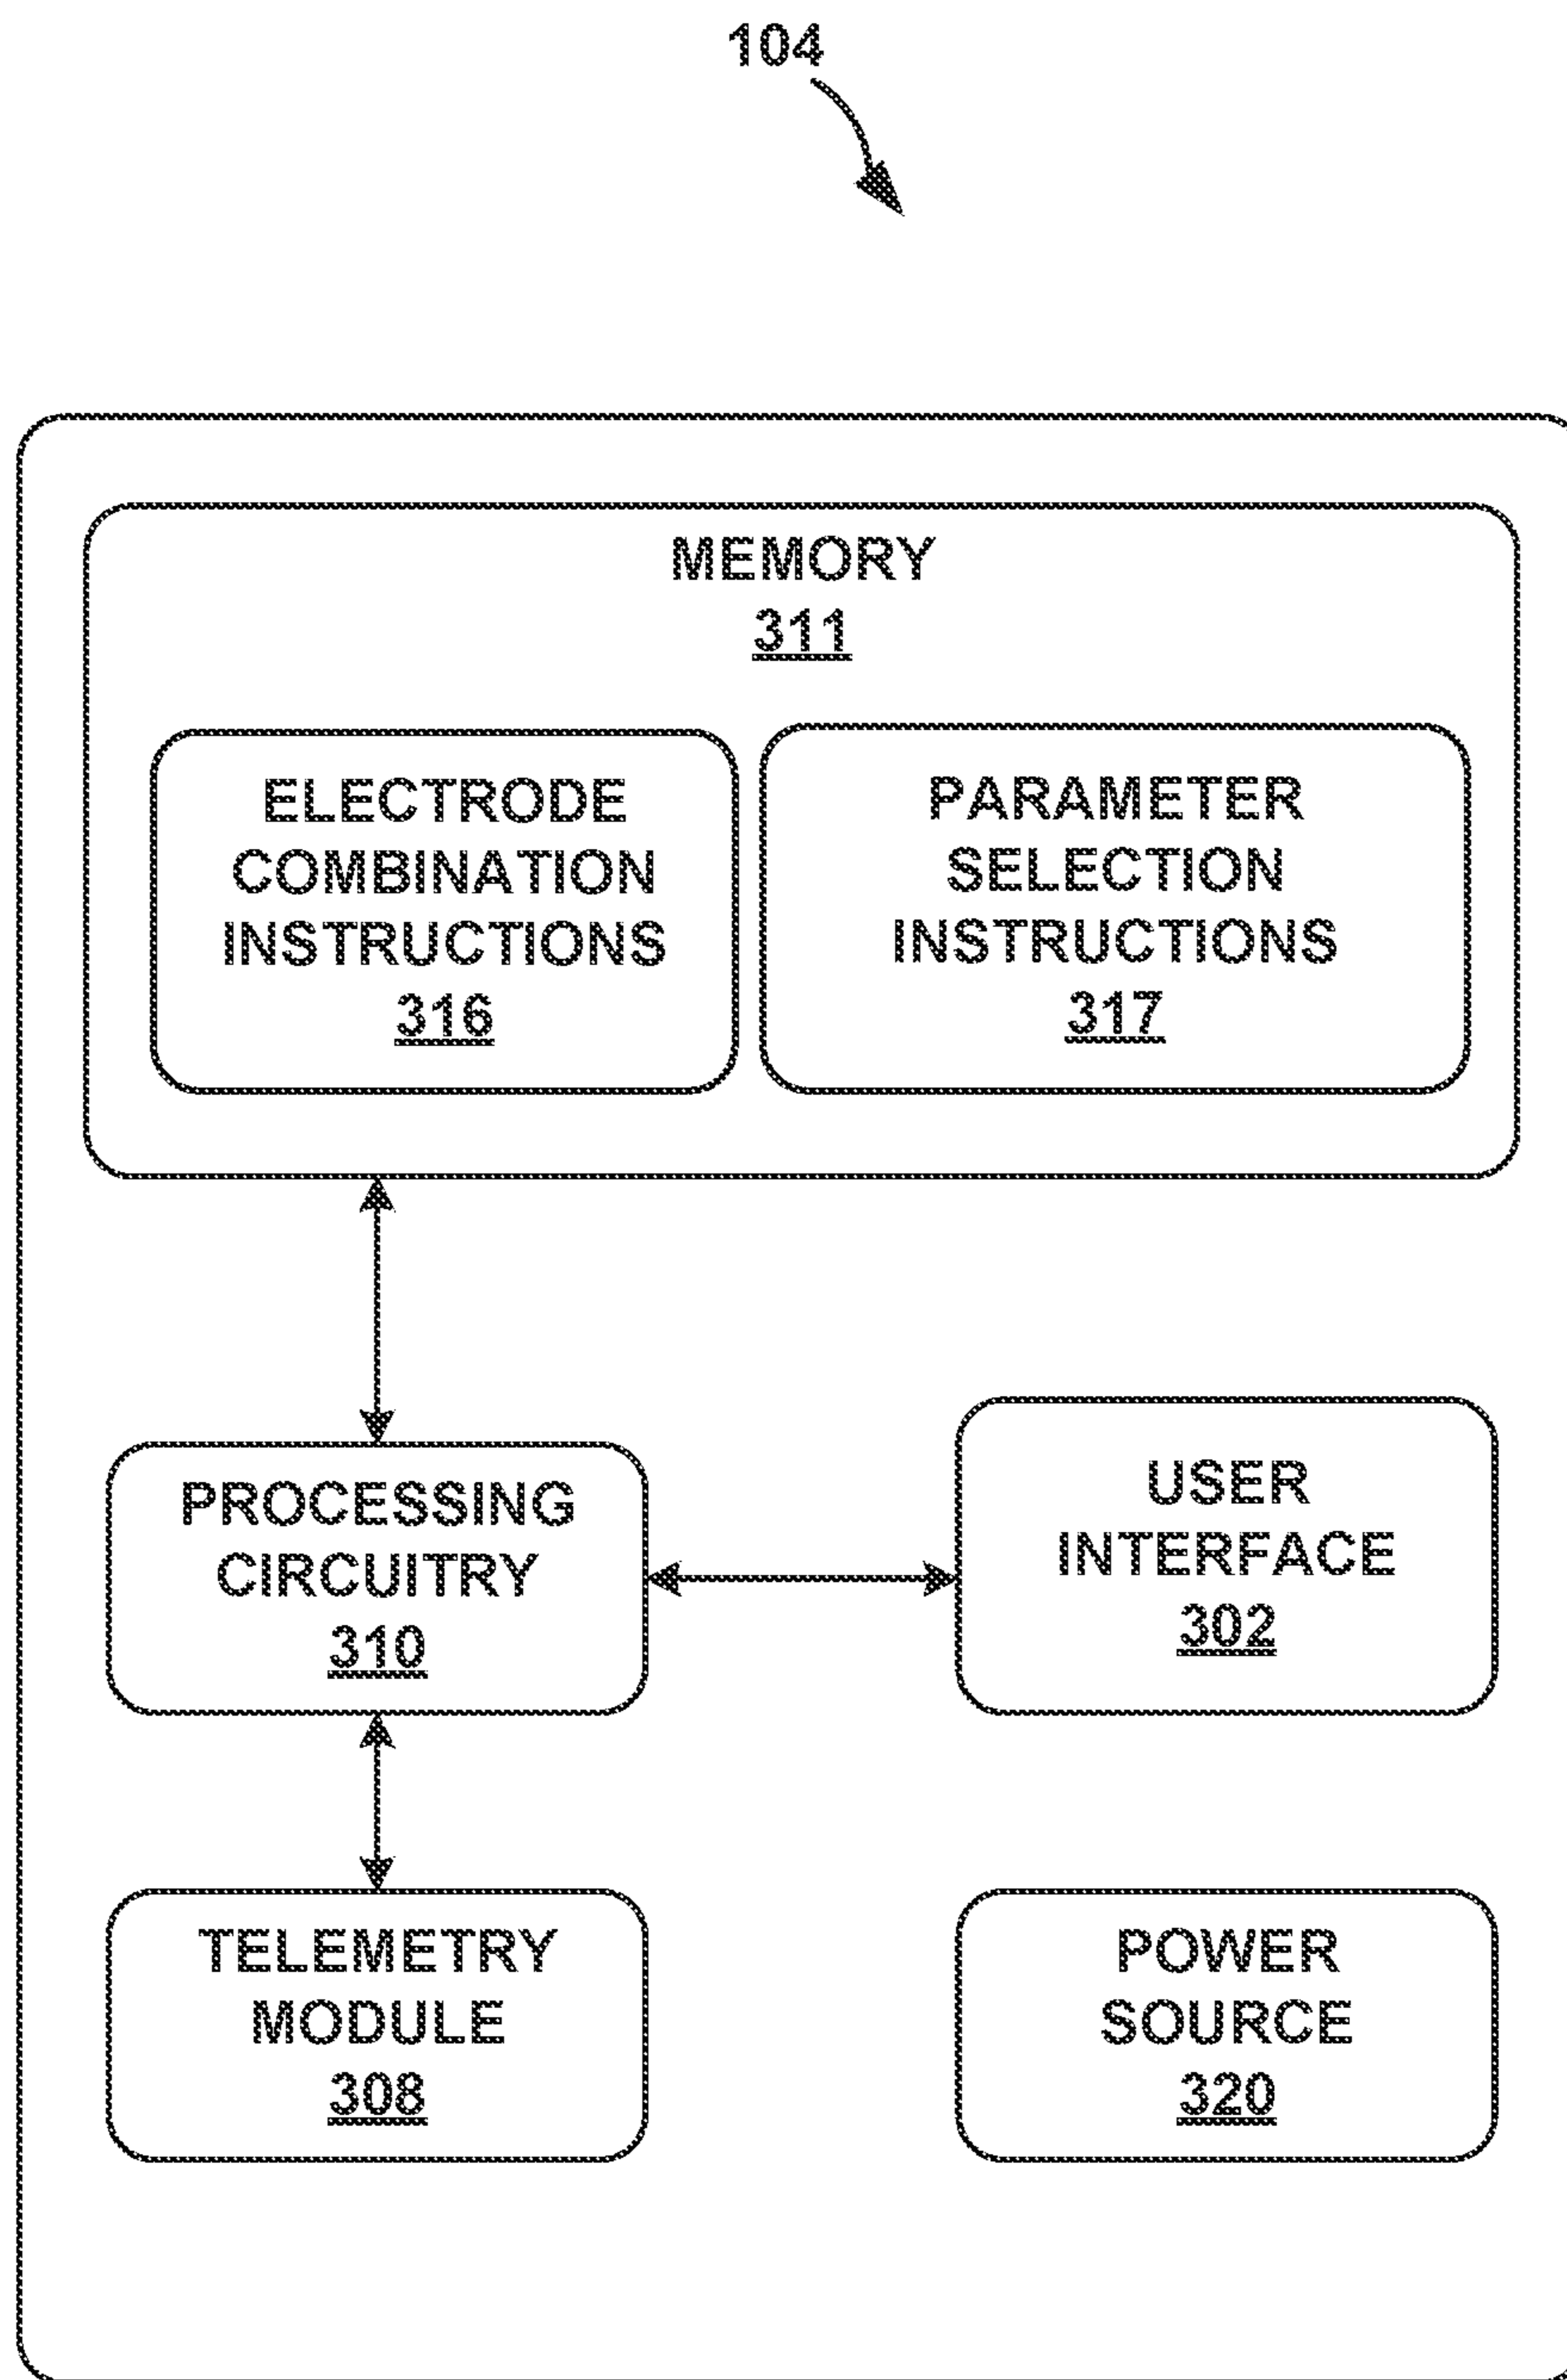 104
MEMORY
311
ELECTRODE
COMBINATION
INSTRUCTIONS
316
PARAMETER
SELECTION
INSTRUCTIONS
317
PROCESSING
CIRCUITRY
310
USER
INTERFACE
302
TELEMETRY
MODULE
308
POWER
SOURCE
320